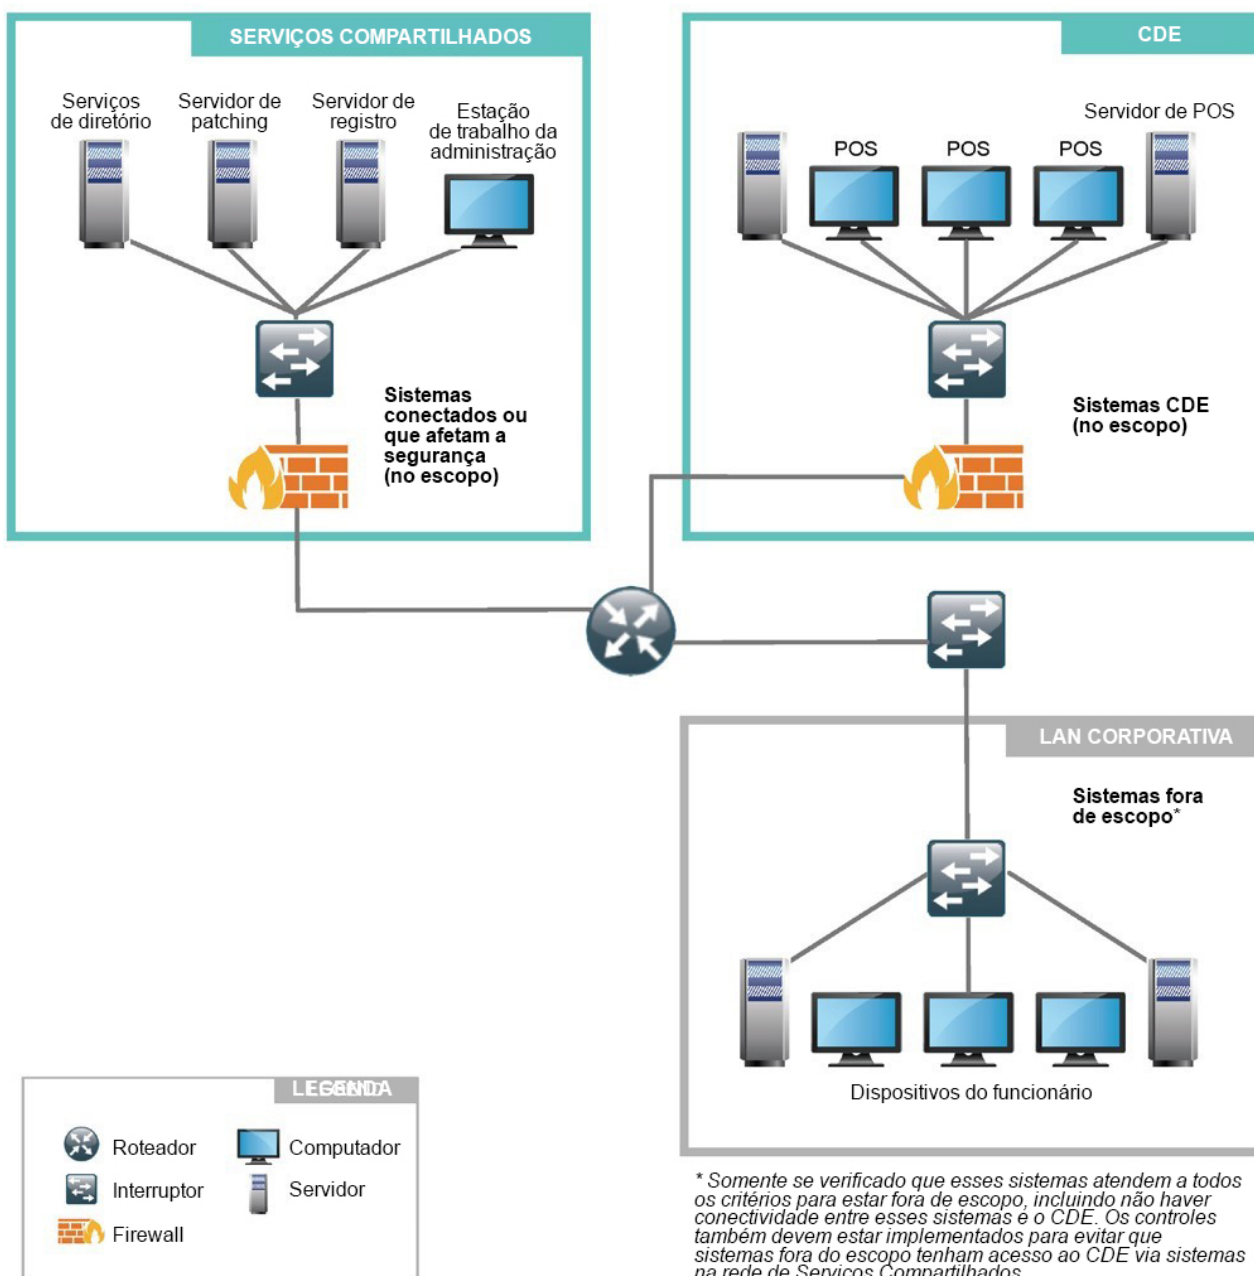 SERVIÇOS COMPARTILHADOS
Serviços
de diretório
Servidor de
patching
Servidor de
registro
Estação
de trabalho da
administração
Sistemas
conectados ou
que afetam a
segurança
(no escopo)
CDE
Servidor de POS
POS
POS
POS
Sistemas CDE
(no escopo)
LAN CORPORATIVA
Sistemas fora
de escopo*
Dispositivos do funcionário
LEGENDA
Roteador
Computador
Interruptor
Servidor
Firewall
* Somente se verificado que esses sistemas atendem a todos
os critérios para estar fora de escopo, incluindo não haver
conectividade entre esses sistemas e o CDE. Os controles
também devem estar implementados para evitar que
sistemas fora do escopo tenham acesso ao CDE via sistemas
na rede de Serviços Compartilhados